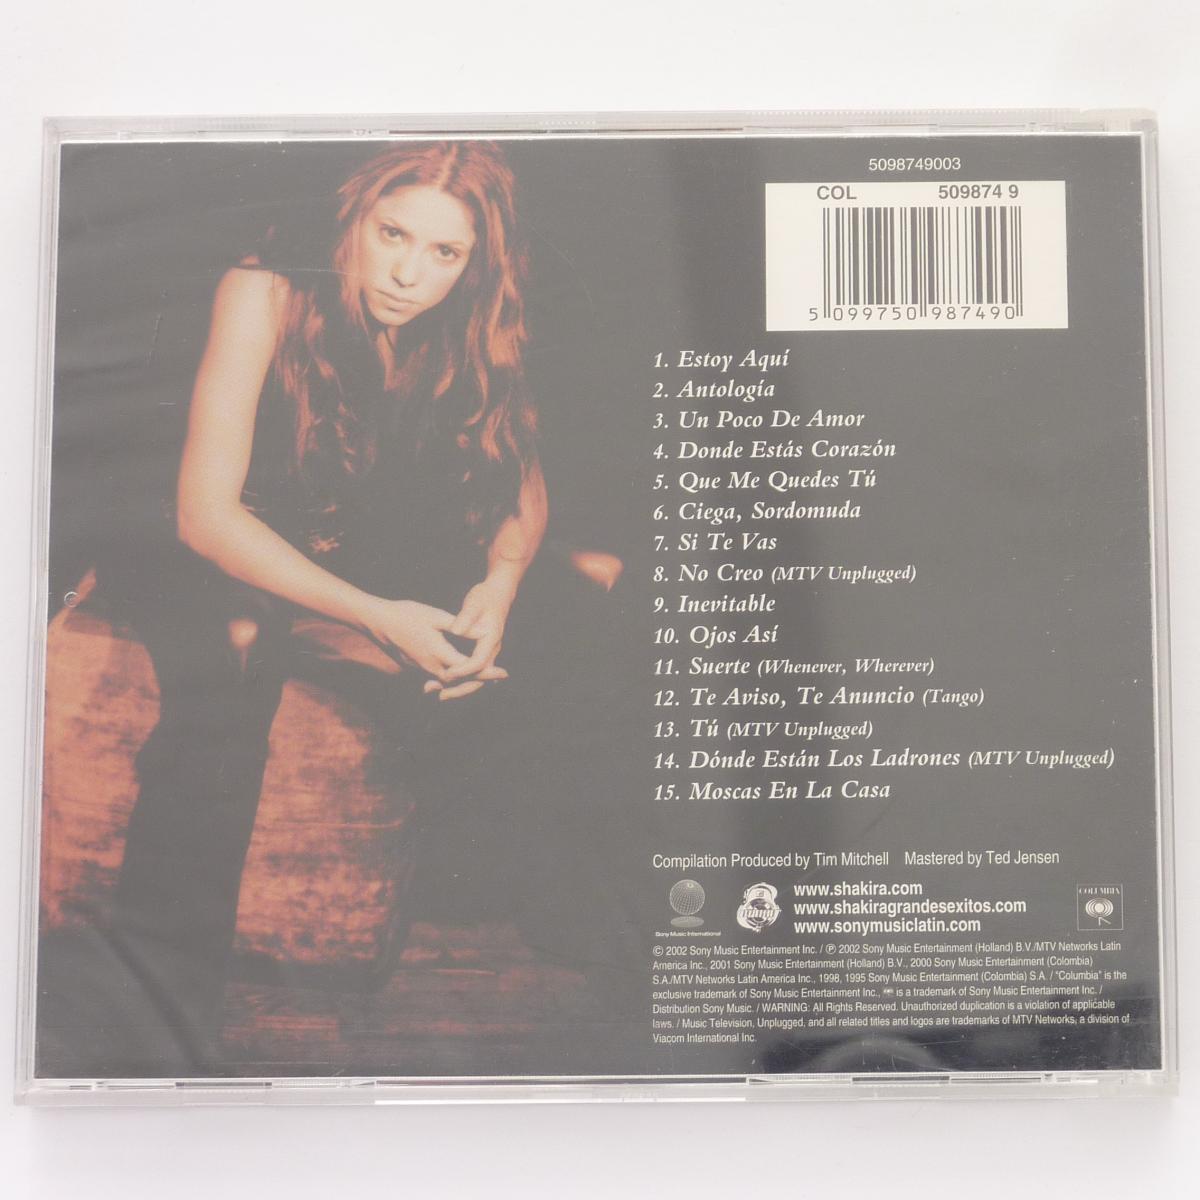 5098749003
COL 509874 9
5 099750 987490
1. Estoy Aquí
2. Antología
3. Un Poco De Amor
4. Donde Estás Corazón
5. Que Me Quedes Tú
6. Ciega, Sordomuda
7. Si Te Vas
8. No Creo (MTV Unplugged)
9. Inevitable
10. Ojos Así
11. Suerte (Whenever, Wherever)
12. Te Aviso, Te Anuncio (Tango)
13. Tú (MTV Unplugged)
14. Dónde Están Los Ladrones (MTV Unplugged)
15. Moscas En La Casa
Compilation Produced by Tim Mitchell Mastered by Ted Jensen
www.shakira.com
www.shakiragrandesexitos.com
www.sonymusiclatin.com
Sony Music International
COLUMBIA
© 2002 Sony Music Entertainment Inc. / ℗ 2002 Sony Music Entertainment (Holland) B.V./MTV Networks Latin
America Inc., 2001 Sony Music Entertainment (Holland) B.V., 2000 Sony Music Entertainment (Colombia)
S.A./MTV Networks Latin America Inc., 1998, 1995 Sony Music Entertainment (Colombia) S.A. / "Columbia" is the
exclusive trademark of Sony Music Entertainment Inc., is a trademark of Sony Music Entertainment Inc. /
Distribution Sony Music. / WARNING: All Rights Reserved. Unauthorized duplication is a violation of applicable
laws. / Music Television, Unplugged, and all related titles and logos are trademarks of MTV Networks, a division of
Viacom International Inc.